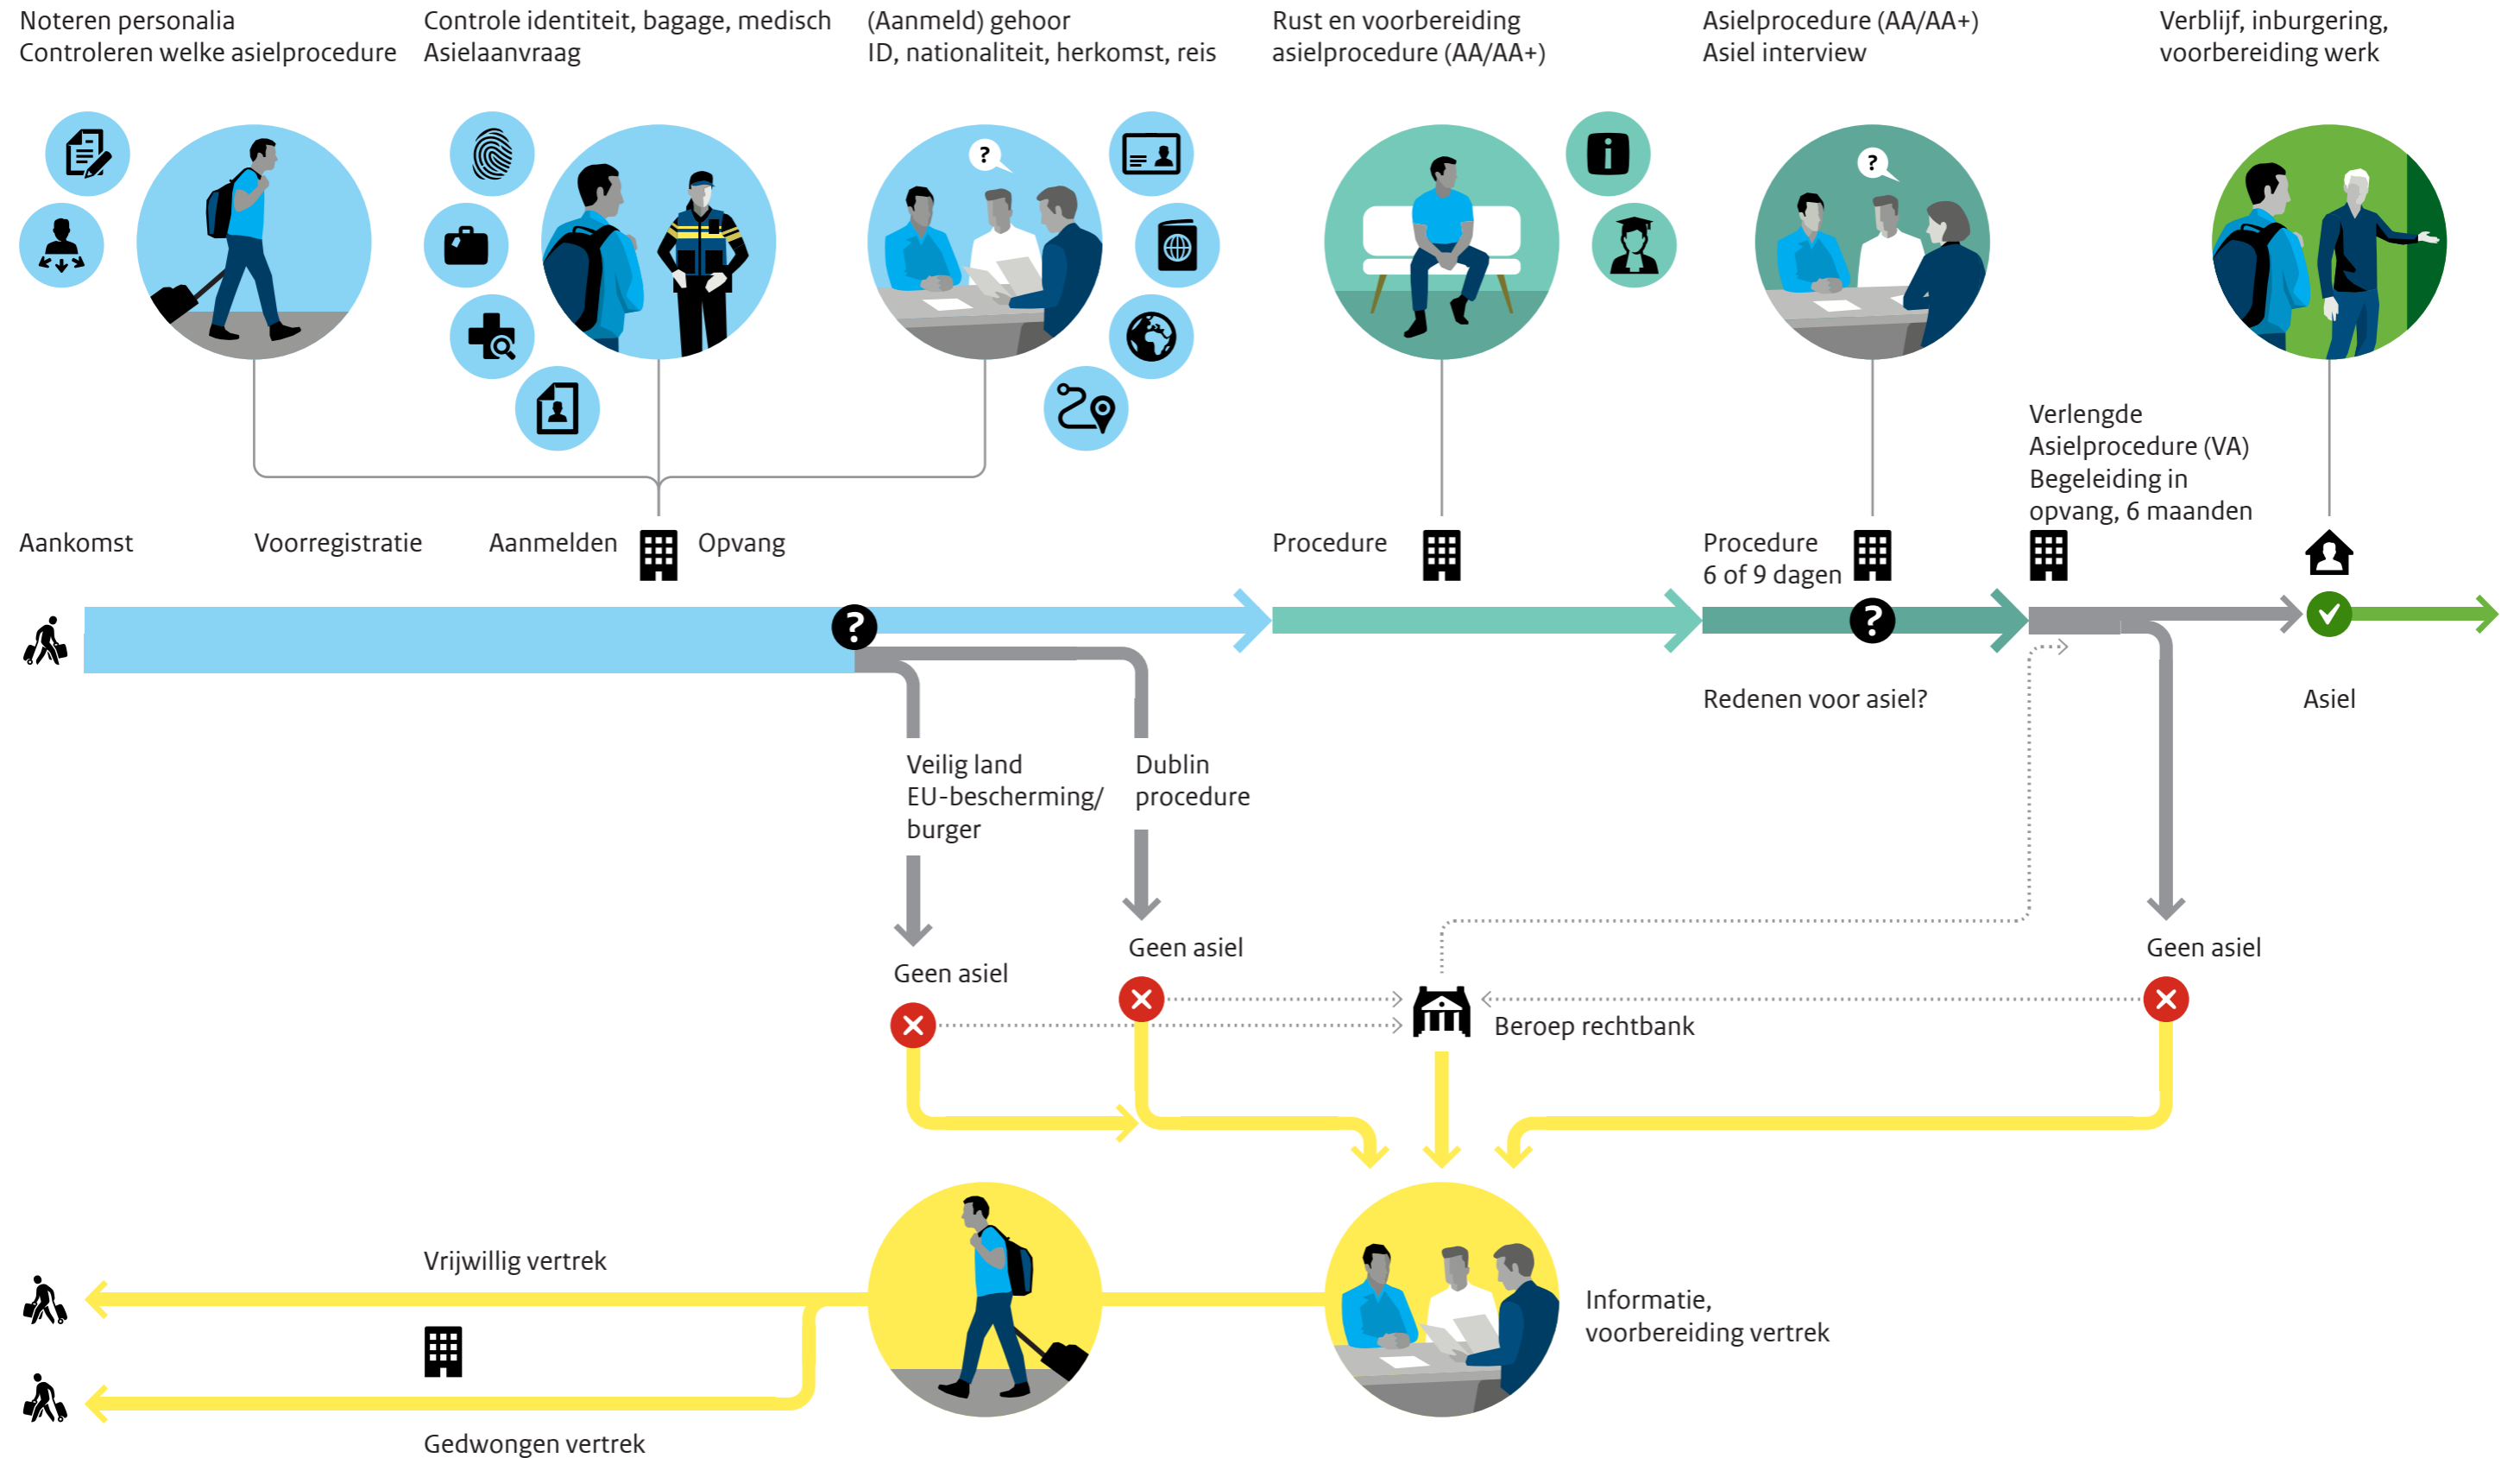 Noteren personalia
Controleren welke asielprocedure
Controle identiteit, bagage, medisch
Asielaanvraag
(Aanmeld) gehoor
ID, nationaliteit, herkomst, reis
Rust en voorbereiding
asielprocedure (AA/AA+)
Asielprocedure (AA/AA+)
Asiel interview
Verblijf, inburgering,
voorbereiding werk
?
i
?
Verlengde
Asielprocedure (VA)
Begeleiding in
opvang, 6 maanden
Aankomst
Voorregistratie
Aanmelden
Opvang
Procedure
Procedure
6 of 9 dagen
?
?
Redenen voor asiel?
Asiel
Veilig land
EU-bescherming/
burger
Dublin
procedure
Geen asiel
Geen asiel
Geen asiel
Beroep rechtbank
Vrijwillig vertrek
Informatie,
voorbereiding vertrek
Gedwongen vertrek